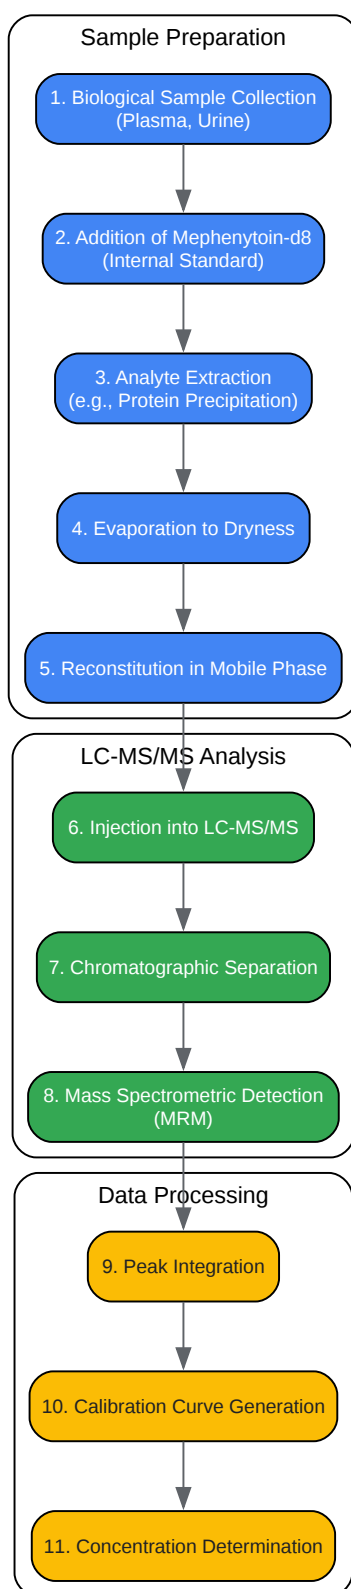 Sample Preparation
1. Biological Sample Collection
(Plasma, Urine)
2. Addition of Mephenytoin-d8
(Internal Standard)
3. Analyte Extraction
(e.g., Protein Precipitation)
4. Evaporation to Dryness
5. Reconstitution in Mobile Phase
LC-MS/MS Analysis
6. Injection into LC-MS/MS
7. Chromatographic Separation
8. Mass Spectrometric Detection
(MRM)
Data Processing
9. Peak Integration
10. Calibration Curve Generation
11. Concentration Determination